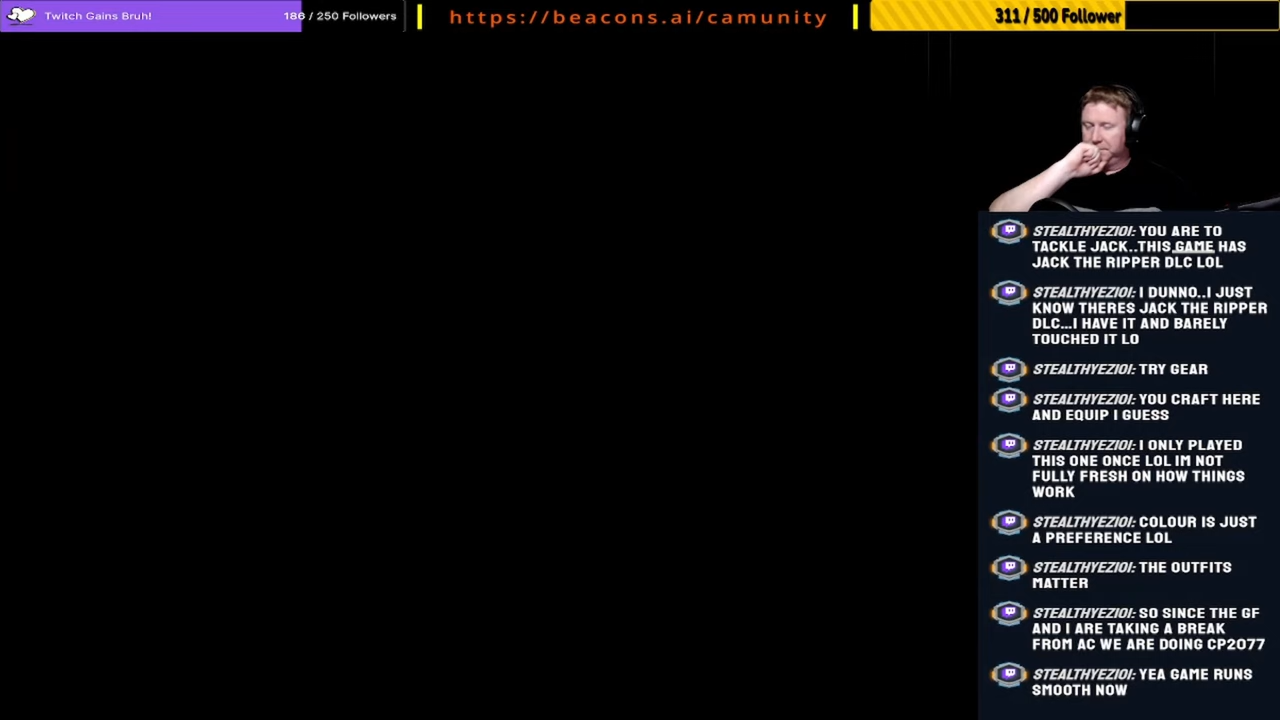 Twitch Gains Bruh! 186 / 250 Followers https://beacons.ai/camunity 311 / 500 Follower
STEALTHYEZIO1: YOU ARE TO
TACKLE JACK..THIS GAME HAS
JACK THE RIPPER DLC LOL
STEALTHYEZIO1: I DUNNO..I JUST
KNOW THERES JACK THE RIPPER
DLC...I HAVE IT AND BARELY
TOUCHED IT LO
STEALTHYEZIO1: TRY GEAR
STEALTHYEZIO1: YOU CRAFT HERE
AND EQUIP I GUESS
STEALTHYEZIO1: I ONLY PLAYED
THIS ONE ONCE LOL IM NOT
FULLY FRESH ON HOW THINGS
WORK
STEALTHYEZIO1: COLOUR IS JUST
A PREFERENCE LOL
STEALTHYEZIO1: THE OUTFITS
MATTER
STEALTHYEZIO1: SO SINCE THE GF
AND I ARE TAKING A BREAK
FROM AC WE ARE DOING CP2077
STEALTHYEZIO1: YEA GAME RUNS
SMOOTH NOW